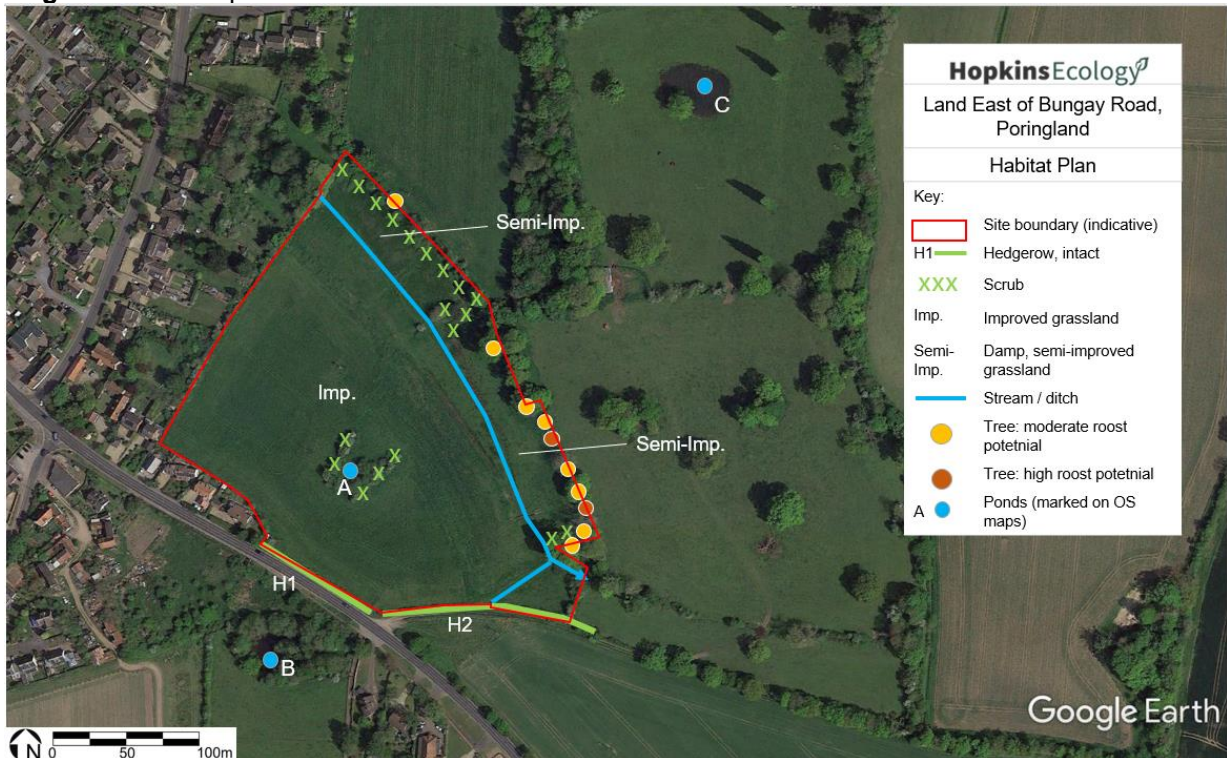 Hopkins Ecology
Land East of Bungay Road,
Poringland
Habitat Plan
Key:
Site boundary (indicative)
H1 Hedgerow, intact
XXX Scrub
Imp. Improved grassland
Semi- Damp, semi-improved
Imp. grassland
Stream / ditch
Tree: moderate roost
potetnial
Tree: high roost potetnial
A Ponds (marked on OS
maps)
C
Semi-Imp.
Imp.
Semi-Imp.
A
H1
H2
B
N
0 50 100m
Google Earth